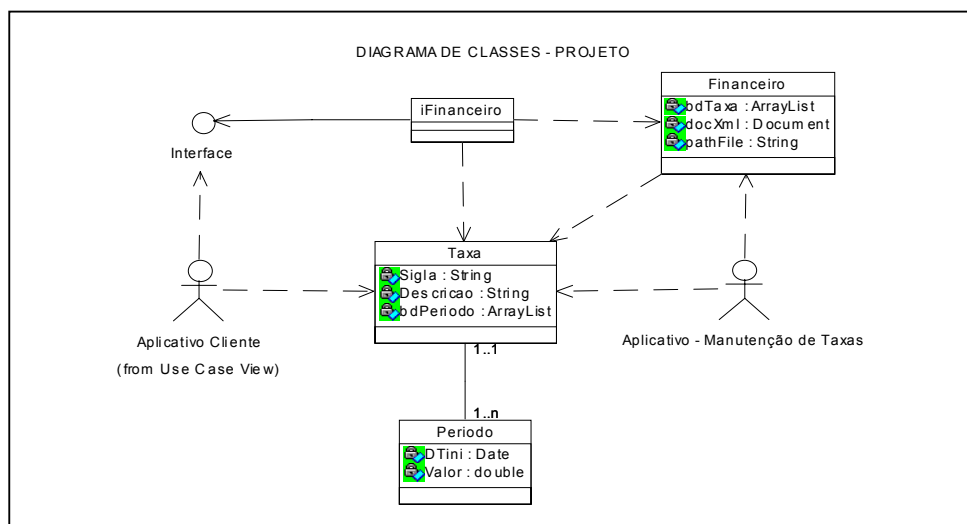 DIAGRAMA DE CLASSES - PROJETO
Financeiro
bdTaxa : ArrayList
docXml : Document
pathFile : String
iFinanceiro
Interface
Taxa
Sigla : String
Descricao : String
bdPeriodo : ArrayList
Aplicativo Cliente
(from Use Case View)
Aplicativo - Manutenção de Taxas
1..1
1..n
Periodo
DTini : Date
Valor : double